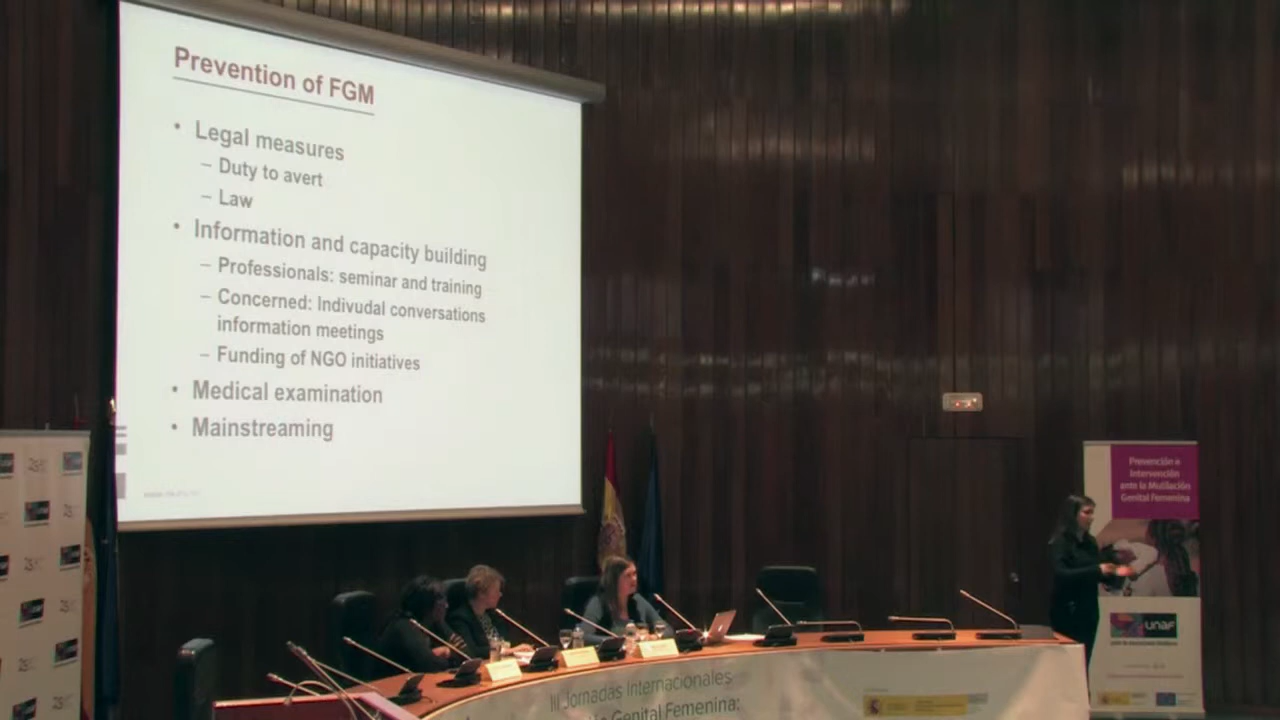 Prevention of FGM
• Legal measures
– Duty to avert
– Law
• Information and capacity building
– Professionals: seminar and training
– Concerned: Indivudal conversations
information meetings
– Funding of NGO initiatives
• Medical examination
• Mainstreaming
Prevención e
Intervención
ante la Mutilación
Genital Femenina
UNAF
III Jornadas Internacionales
Genital Femenina: